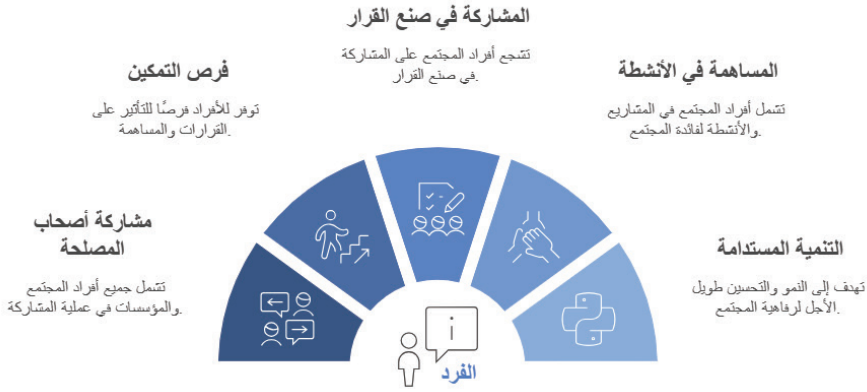 المشاركة في صنع القرار
تشجع أفراد المجتمع على المشاركة
في صنع القرار.
المساهمة في الأنشطة
تشمل أفراد المجتمع في المشاريع
والأنشطة لفائدة المجتمع.
فرص التمكين
توفر للأفراد فرصًا للتأثير على
القرارات والمساهمة.
التنمية المستدامة
تهدف إلى النمو والتحسين طويل
الأجل لرفاهية المجتمع.
مشاركة أصحاب
المصلحة
تشمل جميع أفراد المجتمع
والمؤسسات في عملية المشاركة.
i
الفرد